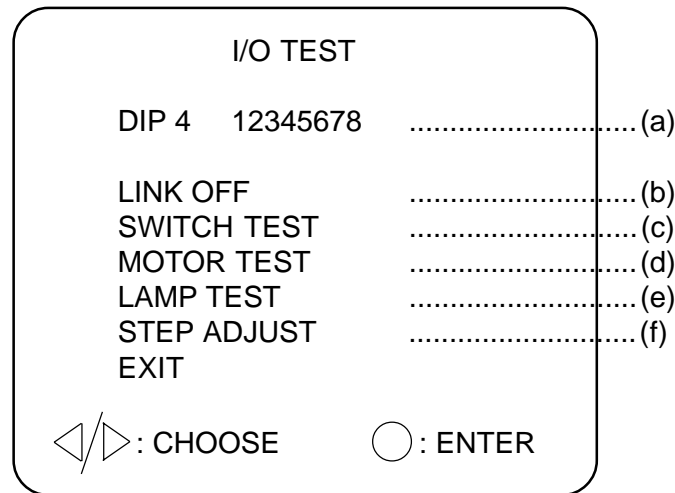 I/O TEST
DIP 4 12345678 ............................(a)
LINK OFF ............................(b)
SWITCH TEST ............................(c)
MOTOR TEST ............................(d)
LAMP TEST ............................(e)
STEP ADJUST ............................(f)
EXIT
◁/▷: CHOOSE ◯: ENTER